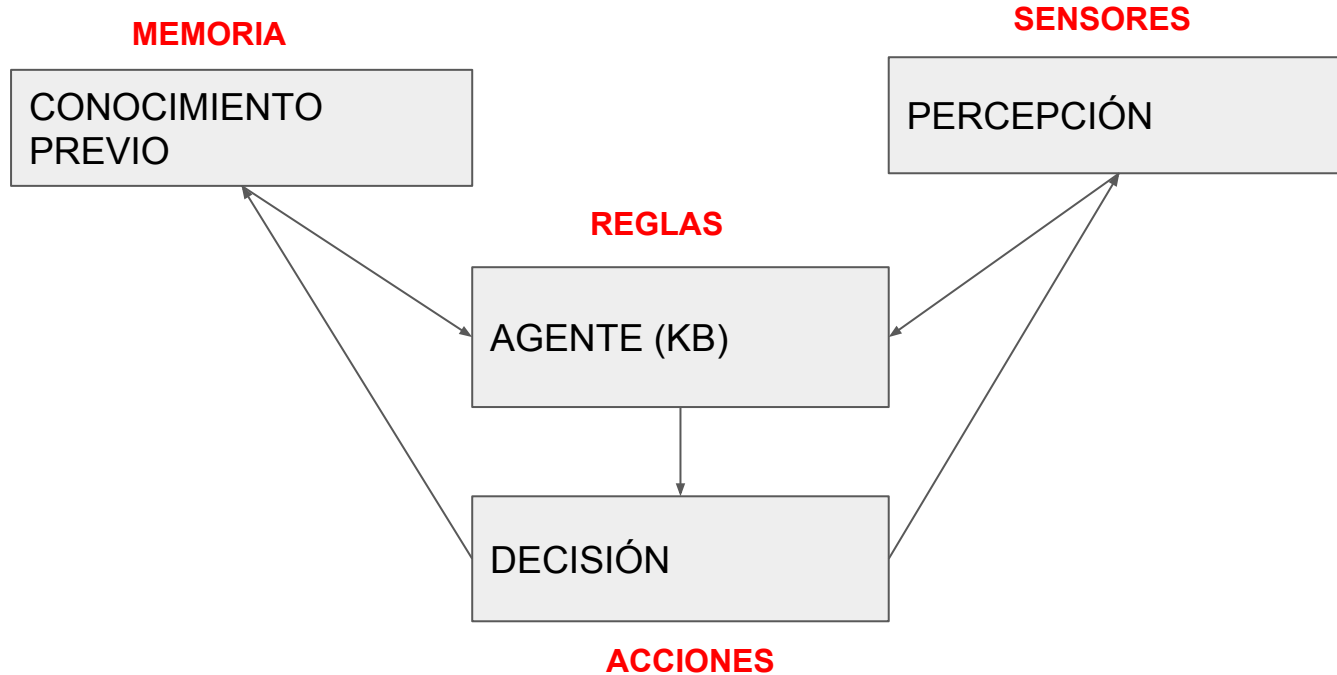 MEMORIA
SENSORES
CONOCIMIENTO
PREVIO
PERCEPCIÓN
REGLAS
AGENTE (KB)
DECISIÓN
ACCIONES